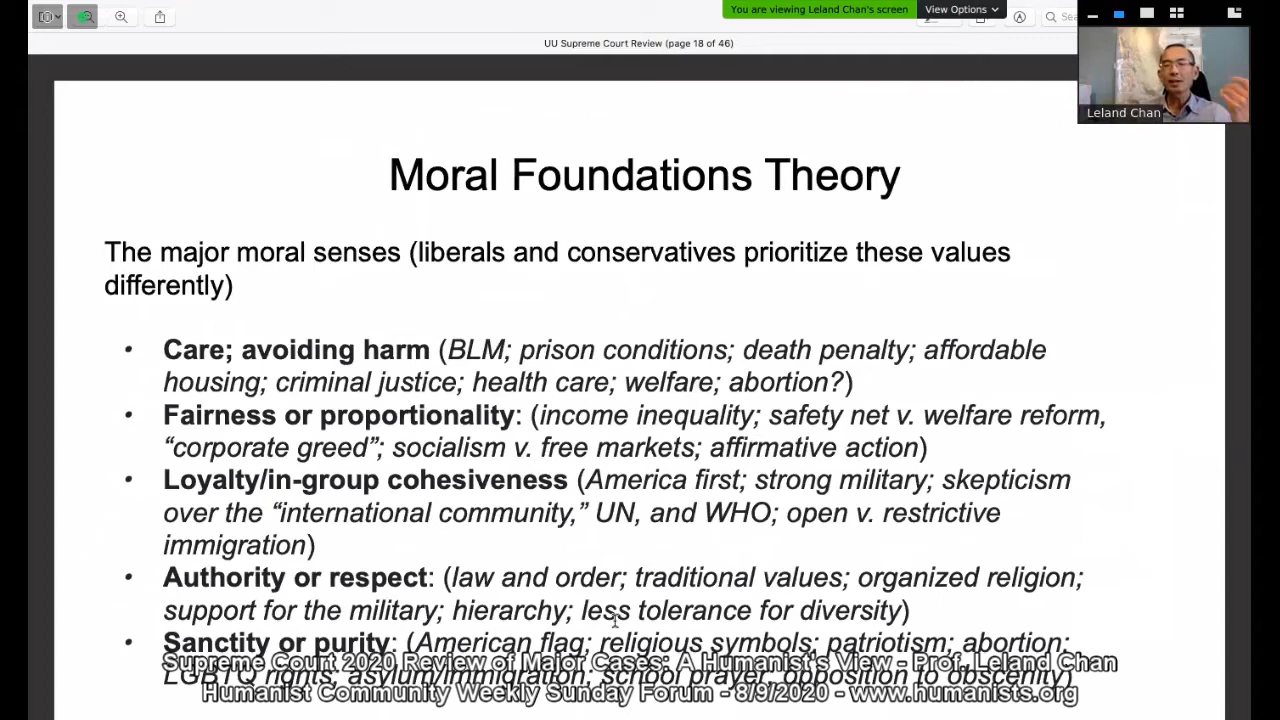 You are viewing Leland Chan's screen
View Options
UU Supreme Court Review (page 18 of 46)
Leland Chan
Moral Foundations Theory
The major moral senses (liberals and conservatives prioritize these values
differently)
• Care; avoiding harm (BLM; prison conditions; death penalty; affordable
housing; criminal justice; health care; welfare; abortion?)
• Fairness or proportionality: (income inequality; safety net v. welfare reform,
“corporate greed”; socialism v. free markets; affirmative action)
• Loyalty/in-group cohesiveness (America first; strong military; skepticism
over the “international community,” UN, and WHO; open v. restrictive
immigration)
• Authority or respect: (law and order; traditional values; organized religion;
support for the military; hierarchy; less tolerance for diversity)
• Sanctity or purity: (American flag; religious symbols; patriotism; abortion;
LGBTQ rights; asylum/immigration, school prayer, opposition to obscenity)
Supreme Court 2020 Review of Major Cases: A Humanist's View - Prof. Leland Chan
Humanist Community Weekly Sunday Forum - 8/9/2020 - www.humanists.org